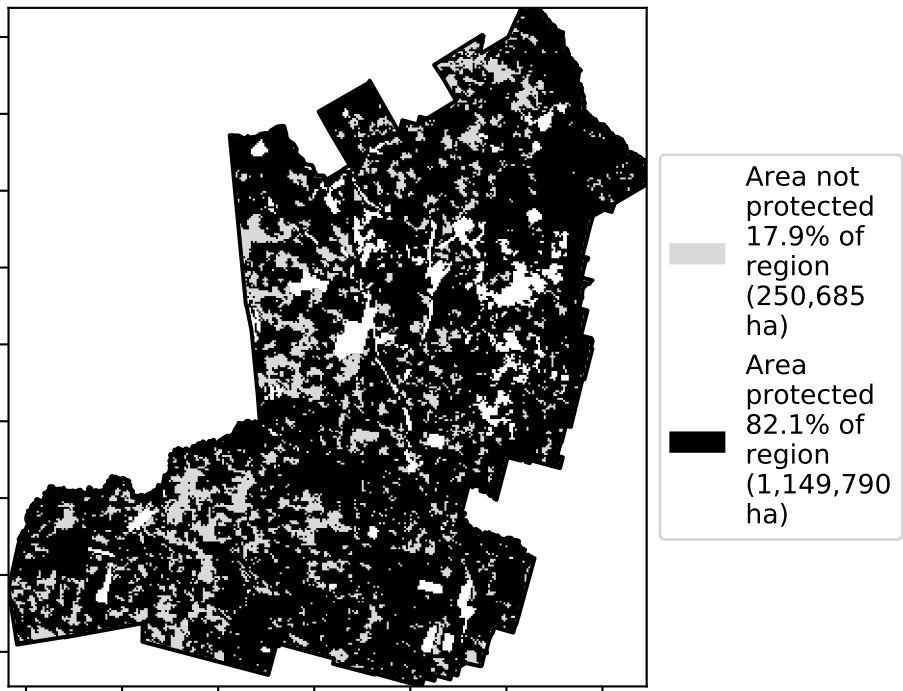 Area not
protected
17.9% of
region
(250,685
ha)
Area
protected
82.1% of
region
(1,149,790
ha)